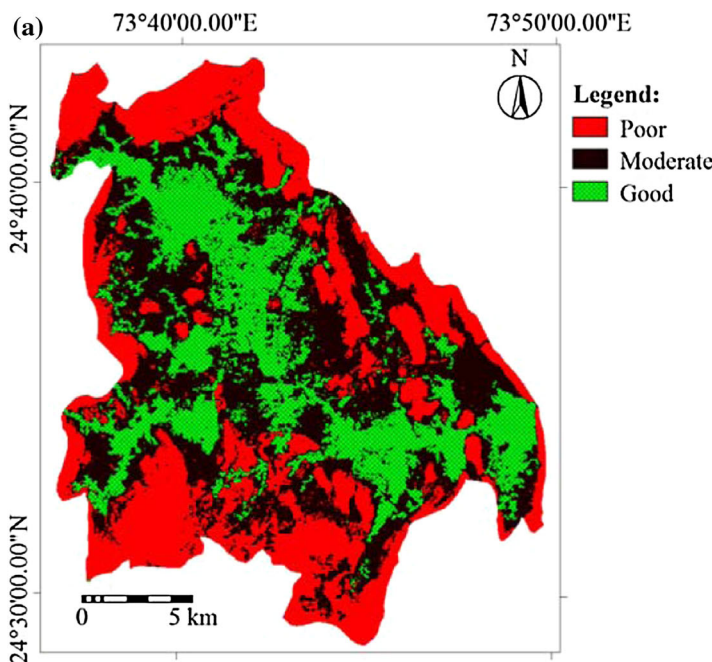 (a)
73°40'00.00"E
73°50'00.00"E
N
Legend:
Poor
Moderate
Good
24°40'00.00"N
24°30'00.00"N
0 5 km